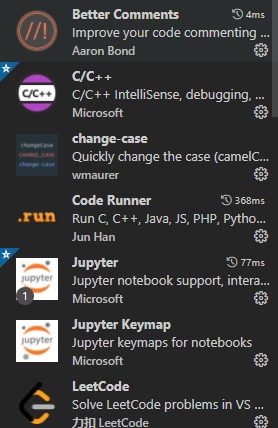 //!
Better Comments 4ms
Improve your code commenting ...
Aaron Bond
C/C++
C/C++
C/C++ IntelliSense, debugging, ...
Microsoft
changeCase
CHANGE_CASE
change-case
change-case
Quickly change the case (camelC...
wmaurer
.run
Code Runner 368ms
Run C, C++, Java, JS, PHP, Pytho...
Jun Han
jupyter
1
Jupyter 77ms
Jupyter notebook support, intera...
Microsoft
jupyter
Jupyter Keymap
Jupyter keymaps for notebooks
Microsoft
LeetCode
Solve LeetCode problems in VS ...
力扣 LeetCode